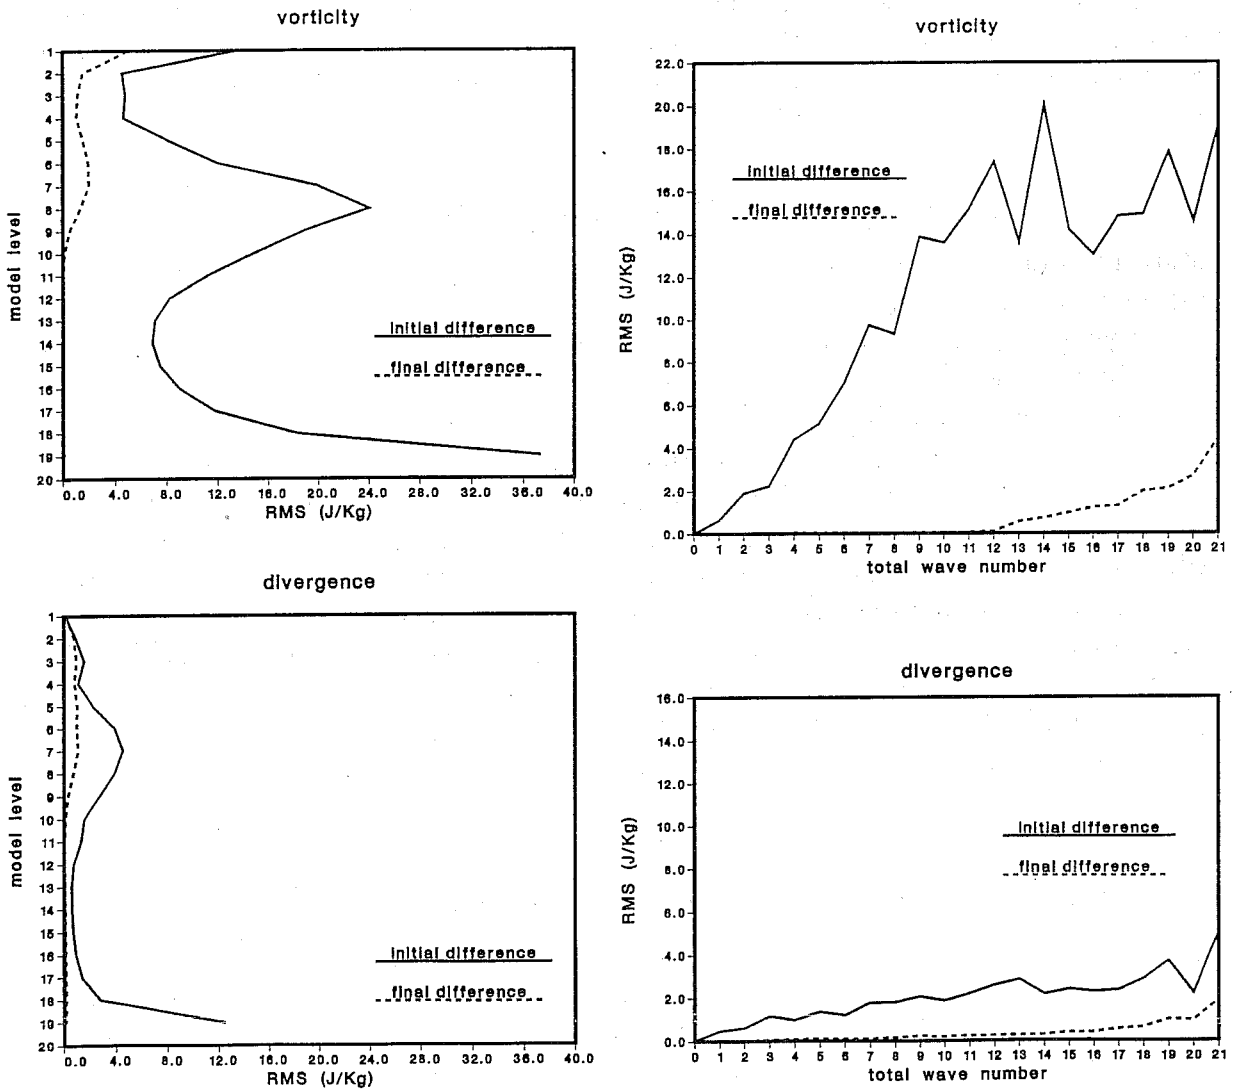 vorticity
1
2
3
4
5
6
7
8
9
10
11
12
13
14
15
16
17
18
19
20
model level
initial difference
final difference
0.0 4.0 8.0 12.0 16.0 20.0 24.0 28.0 32.0 36.0 40.0
RMS (J/Kg)
vorticity
22.0
20.0
18.0
16.0
14.0
12.0
10.0
8.0
6.0
4.0
2.0
0.0
RMS (J/Kg)
initial difference
final difference
0 1 2 3 4 5 6 7 8 9 10 11 12 13 14 15 16 17 18 19 20 21
total wave number
divergence
1
2
3
4
5
6
7
8
9
10
11
12
13
14
15
16
17
18
19
20
model level
initial difference
final difference
0.0 4.0 8.0 12.0 16.0 20.0 24.0 28.0 32.0 36.0 40.0
RMS (J/Kg)
divergence
16.0
14.0
12.0
10.0
8.0
6.0
4.0
2.0
0.0
RMS (J/Kg)
initial difference
final difference
0 1 2 3 4 5 6 7 8 9 10 11 12 13 14 15 16 17 18 19 20 21
total wave number